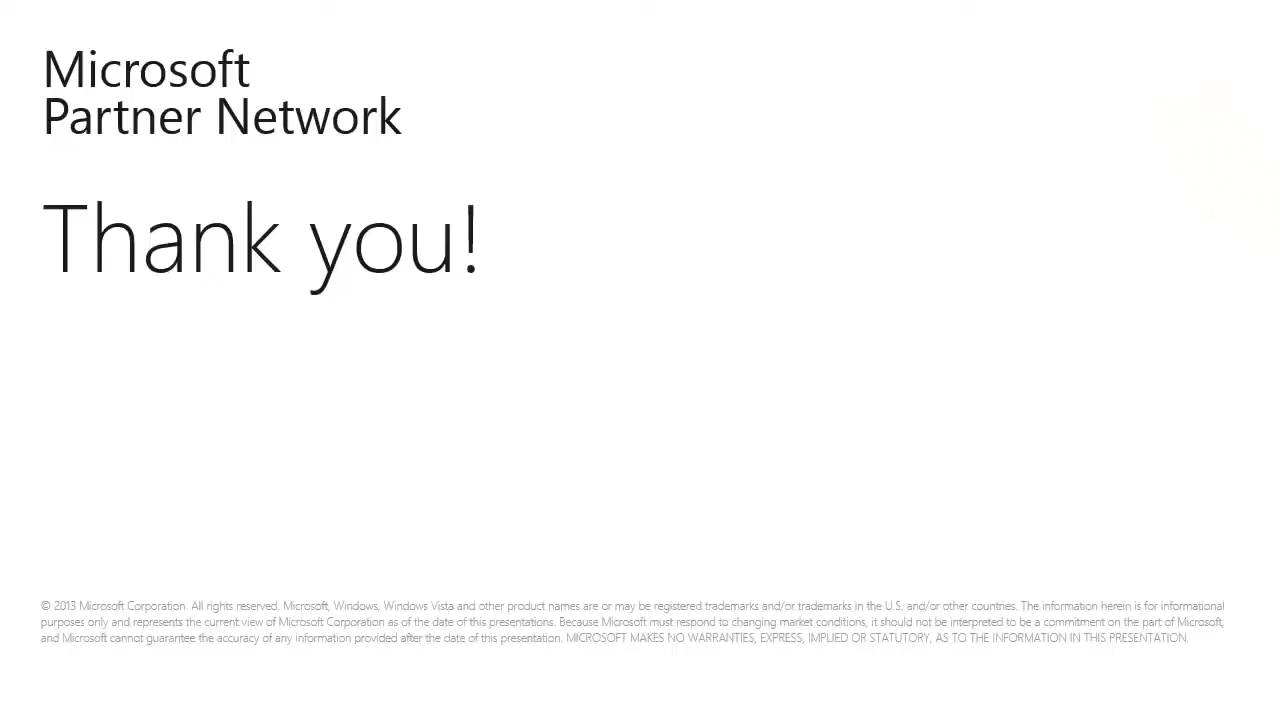 Microsoft
Partner Network
Thank you!
© 2013 Microsoft Corporation. All rights reserved. Microsoft, Windows, Windows Vista and other product names are or may be registered trademarks and/or trademarks in the U.S. and/or other countries. The information herein is for informational
purposes only and represents the current view of Microsoft Corporation as of the date of this presentations. Because Microsoft must respond to changing market conditions, it should not be interpreted to be a commitment on the part of Microsoft,
and Microsoft cannot guarantee the accuracy of any information provided after the date of this presentation. MICROSOFT MAKES NO WARRANTIES, EXPRESS, IMPLIED OR STATUTORY, AS TO THE INFORMATION IN THIS PRESENTATION.